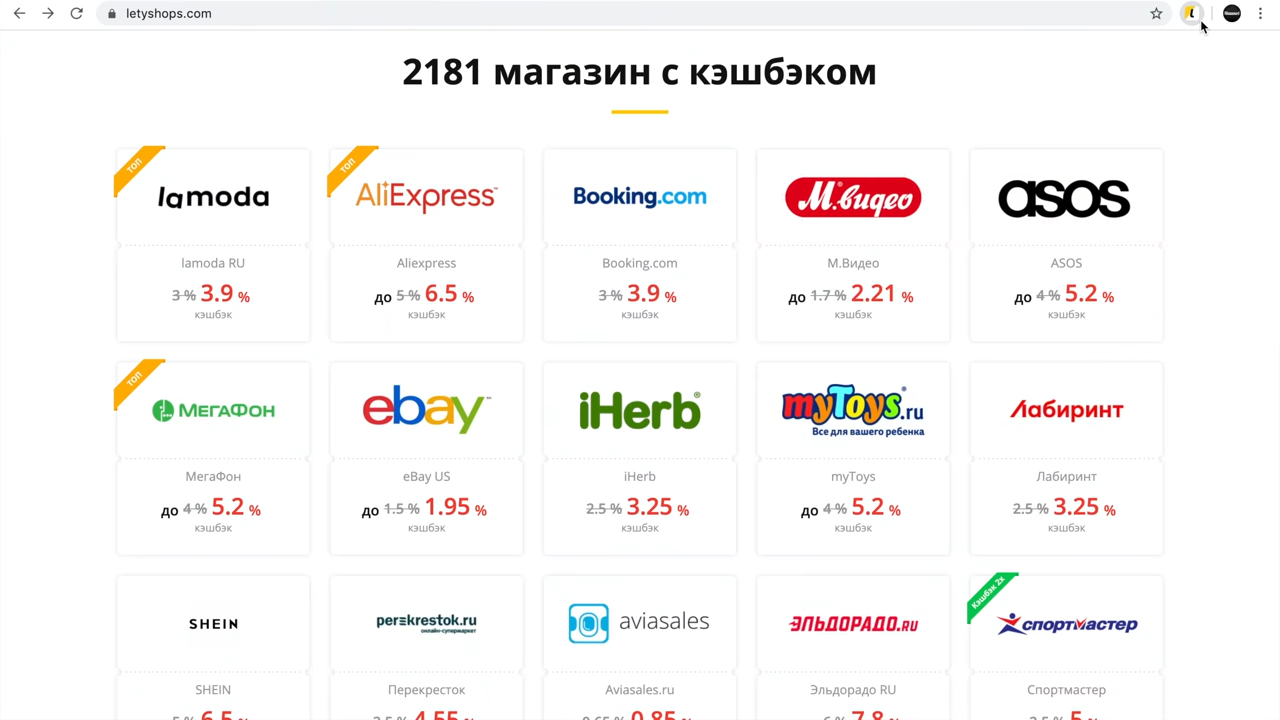 letyshops.com
2181 магазин с кэшбэком
топ
lamoda
lamoda RU
3 % 3.9 %
кэшбэк
топ
AliExpress
Aliexpress
до 5 % 6.5 %
кэшбэк
Booking.com
Booking.com
3 % 3.9 %
кэшбэк
М.видео
М.Видео
до 1.7 % 2.21 %
кэшбэк
asos
ASOS
до 4 % 5.2 %
кэшбэк
топ
МЕГАФОН
МегаФон
до 4 % 5.2 %
кэшбэк
ebay
eBay US
до 1.5 % 1.95 %
кэшбэк
iHerb®
iHerb
2.5 % 3.25 %
кэшбэк
myToys.ru
Все для вашего ребенка
myToys
до 4 % 5.2 %
кэшбэк
Лабиринт
Лабиринт
2.5 % 3.25 %
кэшбэк
SHEIN
SHEIN
perekrestok.ru
онлайн-супермаркет
Перекресток
aviasales
Aviasales.ru
ЭЛЬДОРАДО.RU
Эльдорадо RU
Кэшбэк 2x
спортмастер
Спортмастер